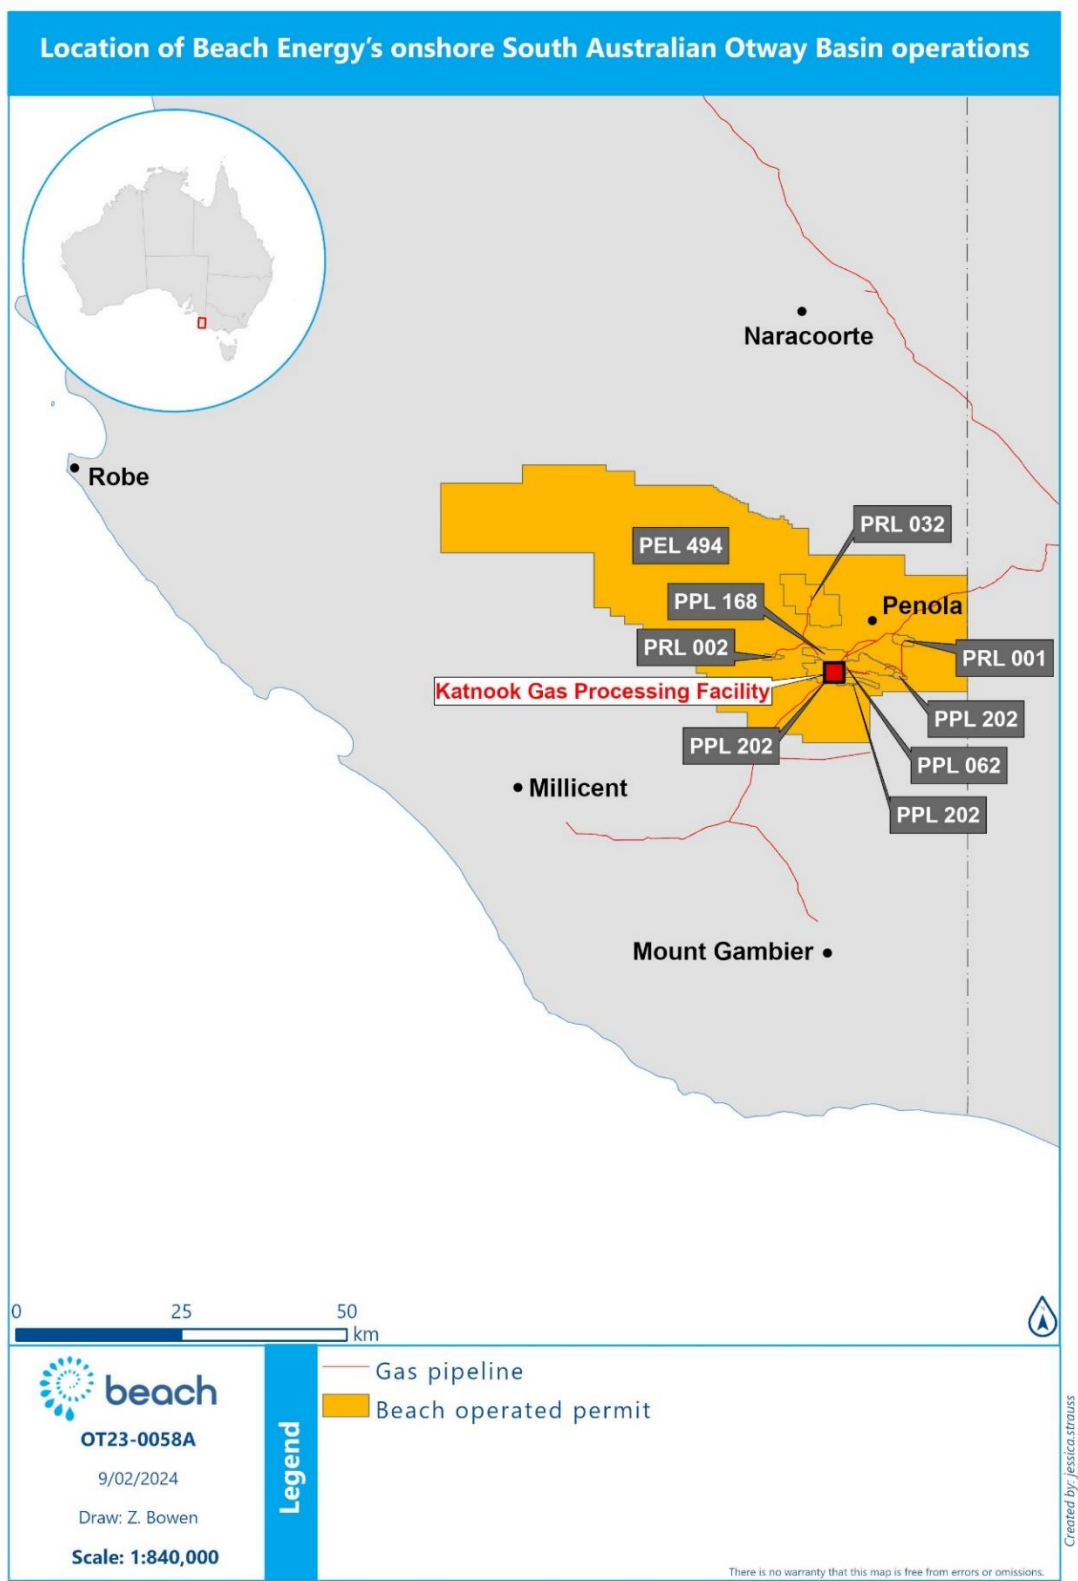 Location of Beach Energy's onshore South Australian Otway Basin operations
Naracoorte
Robe
PRL 032
PEL 494
PPL 168
Penola
PRL 002
PRL 001
Katnook Gas Processing Facility
PPL 202
PPL 202
PPL 062
Millicent
PPL 202
Mount Gambier
0 25 50
km
beach
OT23-0058A
9/02/2024
Draw: Z. Bowen
Scale: 1:840,000
Legend
Gas pipeline
Beach operated permit
Created by: jessica.strauss
There is no warranty that this map is free from errors or omissions.